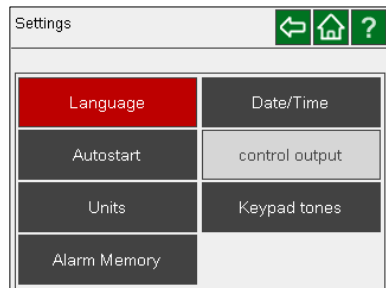 Settings
?
Language
Date/Time
Autostart
control output
Units
Keypad tones
Alarm Memory